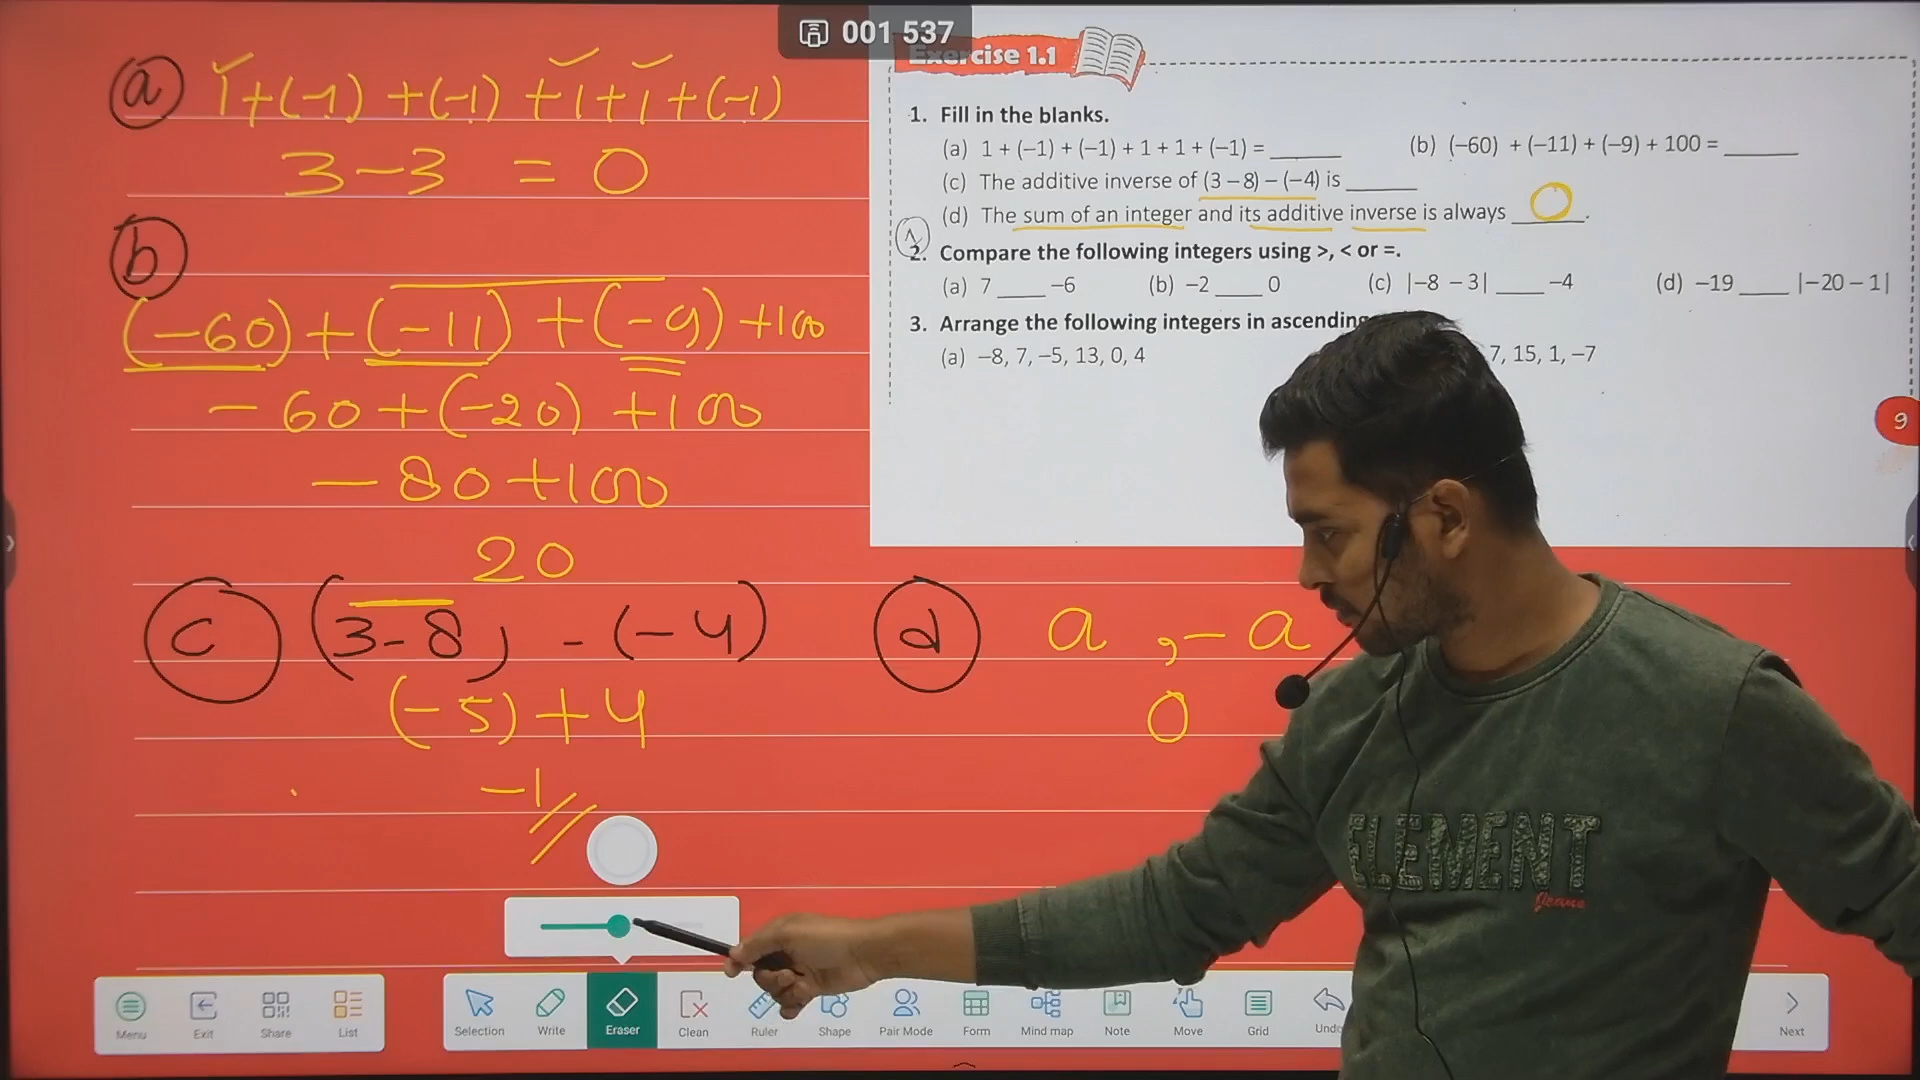 001 537
ⓐ 1+(-1)+(-1)+1+1+(-1)
3-3 = 0
ⓑ
(-60)+(-11)+(-9)+100
-60+(-20)+100
-80+100
20
ⓒ (3-8) - (-4)
(-5)+4
-1
ⓓ a , -a
0
Exercise 1.1
1. Fill in the blanks.
(a) 1 + (−1) + (−1) + 1 + 1 + (−1) = ______ (b) (−60) + (−11) + (−9) + 100 = ______
(c) The additive inverse of (3 − 8) − (−4) is ______
(d) The sum of an integer and its additive inverse is always 0.
2. Compare the following integers using >, < or =.
(a) 7 ____ −6 (b) −2 ____ 0 (c) |−8 − 3| ____ −4 (d) −19 ____ |−20 − 1|
3. Arrange the following integers in ascending
(a) −8, 7, −5, 13, 0, 4 7, 15, 1, −7
9
ELEMENT
Jeans
Menu Exit Share List Selection Write Eraser Clean Ruler Shape Pair Mode Form Mind map Note Move Grid Undo Next